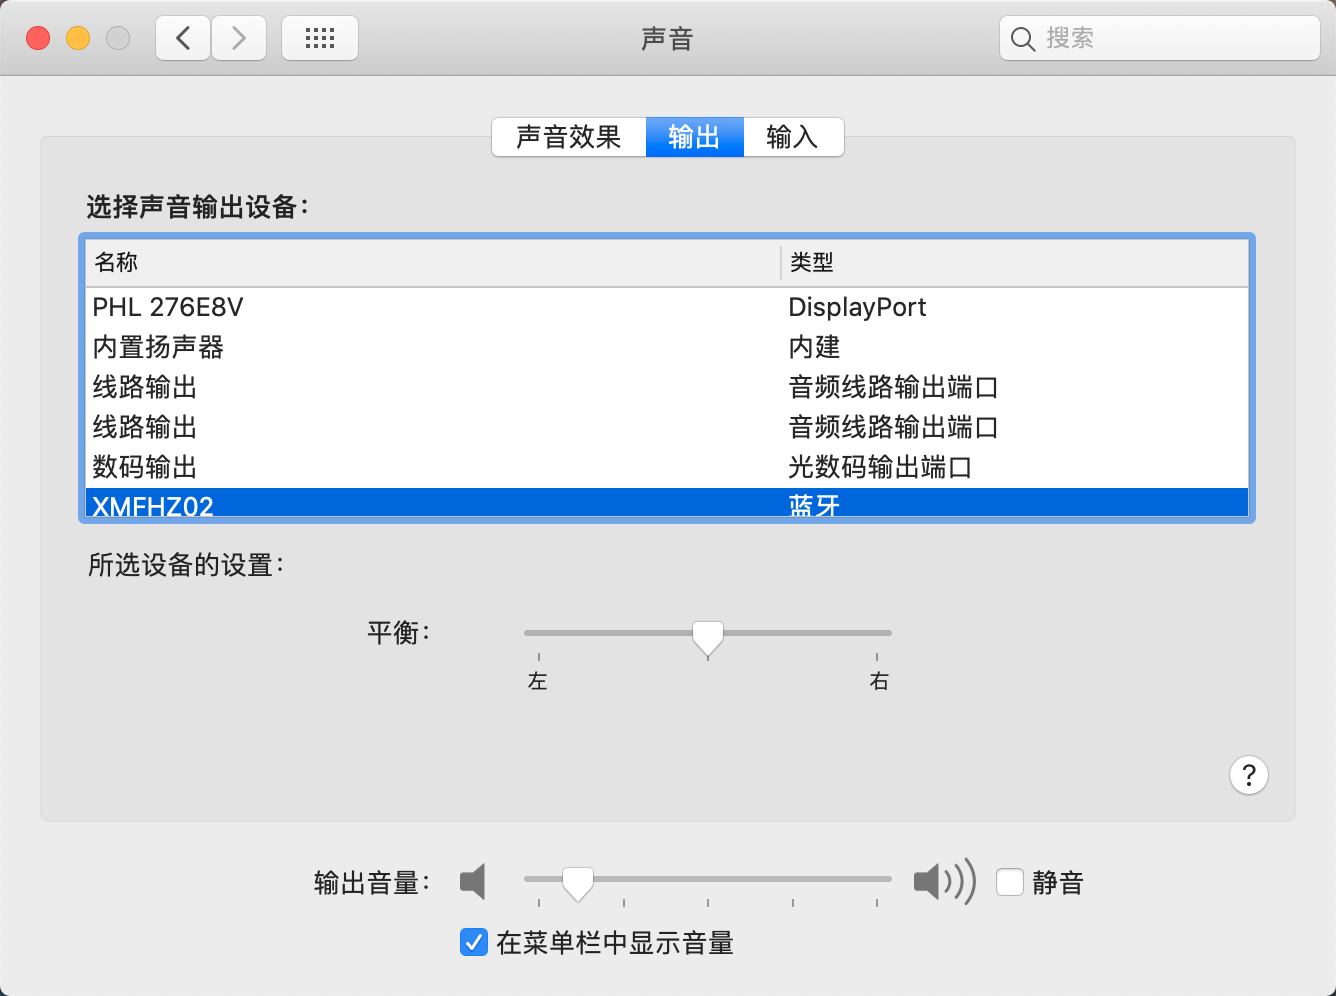 声音
搜索
声音效果 输出 输入
选择声音输出设备：
名称 类型
PHL 276E8V DisplayPort
内置扬声器 内建
线路输出 音频线路输出端口
线路输出 音频线路输出端口
数码输出 光数码输出端口
XMFHZ02 蓝牙
所选设备的设置：
平衡：
左 右
?
输出音量： 静音
在菜单栏中显示音量